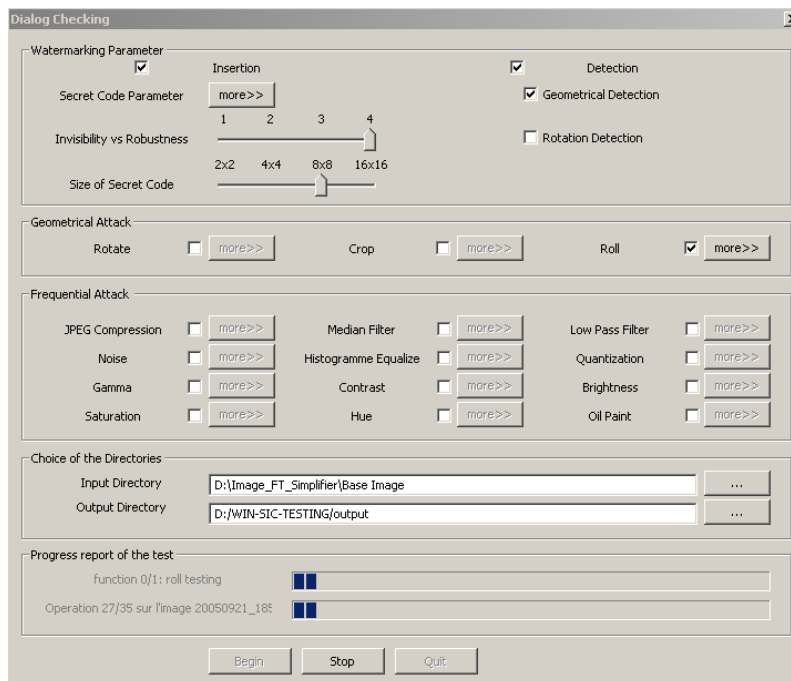 Dialog Checking
Watermarking Parameter
Insertion Detection
Secret Code Parameter more>> Geometrical Detection
1 2 3 4
Invisibility vs Robustness Rotation Detection
2x2 4x4 8x8 16x16
Size of Secret Code
Geometrical Attack
Rotate more>> Crop more>> Roll more>>
Frequential Attack
JPEG Compression more>> Median Filter more>> Low Pass Filter more>>
Noise more>> Histogramme Equalize more>> Quantization more>>
Gamma more>> Contrast more>> Brightness more>>
Saturation more>> Hue more>> Oil Paint more>>
Choice of the Directories
Input Directory D:\Image_FT_Simplifier\Base Image ...
Output Directory D:/WIN-SIC-TESTING/output ...
Progress report of the test
function 0/1: roll testing
Operation 27/35 sur l'image 20050921_185
Begin Stop Quit